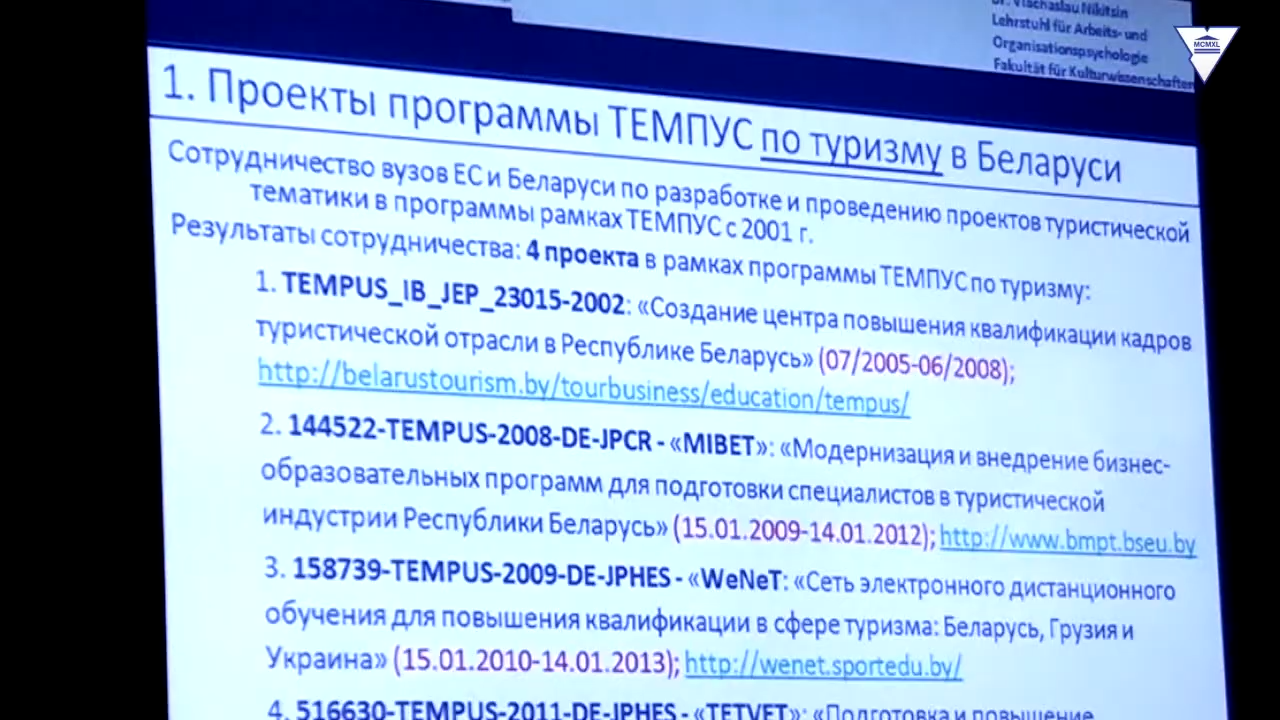 Dr. Viachaslau Nikitsin
Lehrstuhl für Arbeits- und
Organisationspsychologie
Fakultät für Kulturwissenschaften
MCMXL
1. Проекты программы ТЕМПУС по туризму в Беларуси
Сотрудничество вузов ЕС и Беларуси по разработке и проведению проектов туристической
тематики в программы рамках ТЕМПУС с 2001 г.
Результаты сотрудничества: 4 проекта в рамках программы ТЕМПУС по туризму:
1. TEMPUS_IB_JEP_23015-2002: «Создание центра повышения квалификации кадров
туристической отрасли в Республике Беларусь» (07/2005-06/2008);
http://belarustourism.by/tourbusiness/education/tempus/
2. 144522-TEMPUS-2008-DE-JPCR - «MIBET»: «Модернизация и внедрение бизнес-
образовательных программ для подготовки специалистов в туристической
индустрии Республики Беларусь» (15.01.2009-14.01.2012); http://www.bmpt.bseu.by
3. 158739-TEMPUS-2009-DE-JPHES - «WeNeT: «Сеть электронного дистанционного
обучения для повышения квалификации в сфере туризма: Беларусь, Грузия и
Украина» (15.01.2010-14.01.2013); http://wenet.sportedu.by/
4. 516630-TEMPUS-2011-DE-JPHES - «TETVET»: «Подготовка и повышение